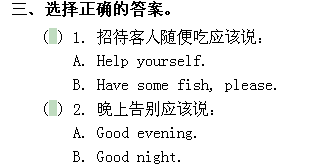 三、选择正确的答案。
( ) 1. 招待客人随便吃应该说:
A. Help yourself.
B. Have some fish, please.
( ) 2. 晚上告别应该说:
A. Good evening.
B. Good night.